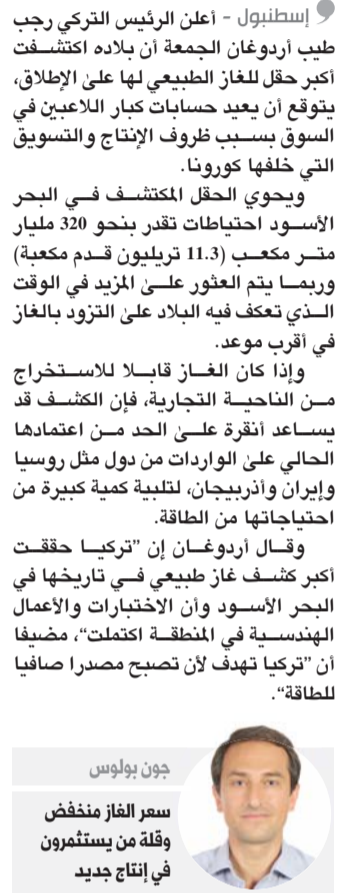 إسطنبول - أعلن الرئيس التركي رجب
طيب أردوغان الجمعة أن بلاده اكتشفت
أكبر حقل للغاز الطبيعي لها على الإطلاق،
يتوقع أن يعيد حسابات كبار اللاعبين في
السوق بسبب ظروف الإنتاج والتسويق
التي خلفها كورونا.
ويحوي الحقل المكتشف في البحر
الأسود احتياطات تقدر بنحو 320 مليار
متر مكعب (11.3 تريليون قدم مكعبة)
وربما يتم العثور على المزيد في الوقت
الذي تعكف فيه البلاد على التزود بالغاز
في أقرب موعد.
وإذا كان الغاز قابلا للاستخراج
من الناحية التجارية، فإن الكشف قد
يساعد أنقرة على الحد من اعتمادها
الحالي على الواردات من دول مثل روسيا
وإيران وأذربيجان، لتلبية كمية كبيرة من
احتياجاتها من الطاقة.
وقال أردوغان إن ”تركيا حققت
أكبر كشف غاز طبيعي في تاريخها في
البحر الأسود وأن الاختبارات والأعمال
الهندسية في المنطقة اكتملت“، مضيفا
أن ”تركيا تهدف لأن تصبح مصدرا صافيا
للطاقة“.
جون بولوس
سعر الغاز منخفض
وقلة من يستثمرون
في إنتاج جديد